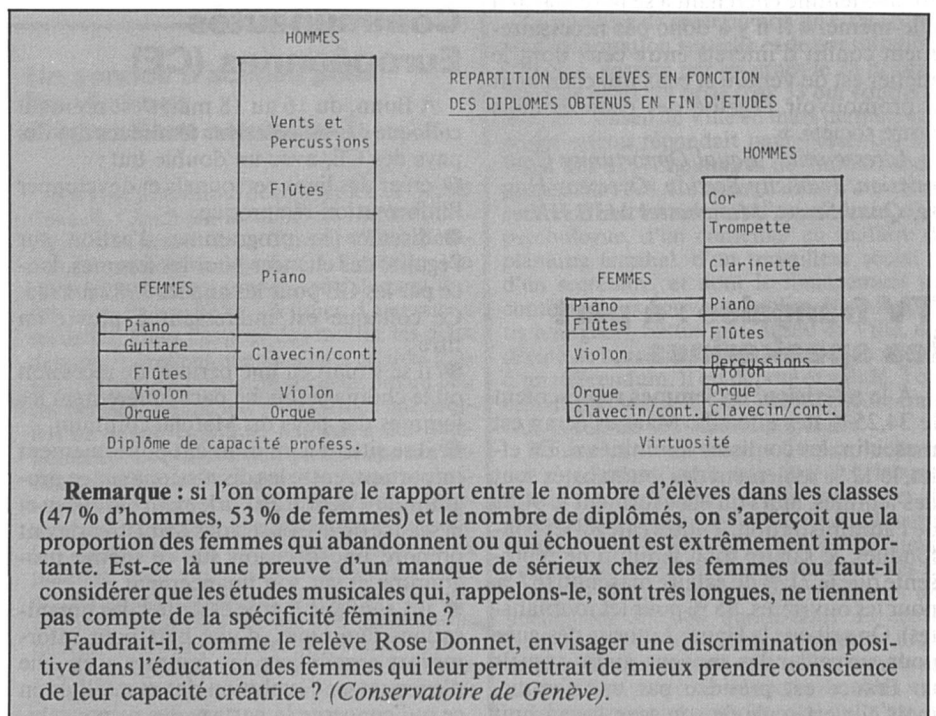 HOMMES
Vents et
Percussions
Flûtes
Piano
Clavecin/cont.
Violon
Orgue
FEMMES
Piano
Guitare
Flûtes
Violon
Orgue
Diplôme de capacité profess.
REPARTITION DES ELEVES EN FONCTION
DES DIPLOMES OBTENUS EN FIN D'ETUDES
HOMMES
Cor
Trompette
Clarinette
Piano
Flûtes
Percussions
Violon
Orgue
Clavecin/cont.
FEMMES
Piano
Flûtes
Violon
Orgue
Clavecin/cont.
Virtuosité
Remarque : si l'on compare le rapport entre le nombre d'élèves dans les classes
(47 % d'hommes, 53 % de femmes) et le nombre de diplômés, on s'aperçoit que la
proportion des femmes qui abandonnent ou qui échouent est extrêmement impor-
tante. Est-ce là une preuve d'un manque de sérieux chez les femmes ou faut-il
considérer que les études musicales qui, rappelons-le, sont très longues, ne tiennent
pas compte de la spécificité féminine ?
Faudrait-il, comme le relève Rose Donnet, envisager une discrimination posi-
tive dans l'éducation des femmes qui leur permettrait de mieux prendre conscience
de leur capacité créatrice ? (Conservatoire de Genève).